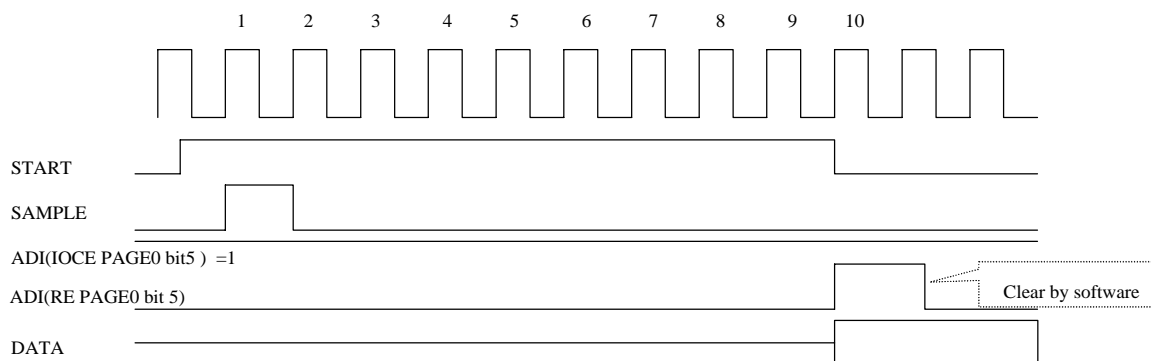 1 2 3 4 5 6 7 8 9 10
START
SAMPLE
ADI(IOCE PAGE0 bit5 ) =1
ADI(RE PAGE0 bit 5)
Clear by software
DATA